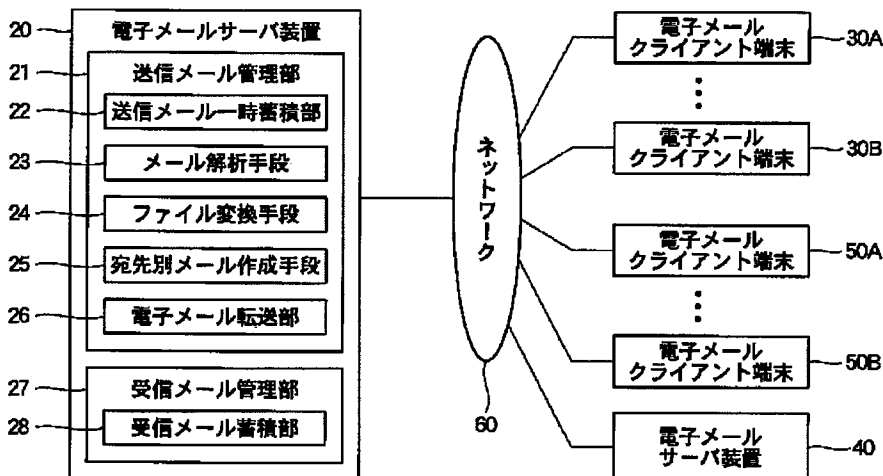 20
電子メールサーバ装置
21
送信メール管理部
22
送信メール一時蓄積部
23
メール解析手段
24
ファイル変換手段
25
宛先別メール作成手段
26
電子メール転送部
27
受信メール管理部
28
受信メール蓄積部
ネットワーク
60
電子メール
クライアント端末
30A
電子メール
クライアント端末
30B
電子メール
クライアント端末
50A
電子メール
クライアント端末
50B
電子メール
サーバ装置
40